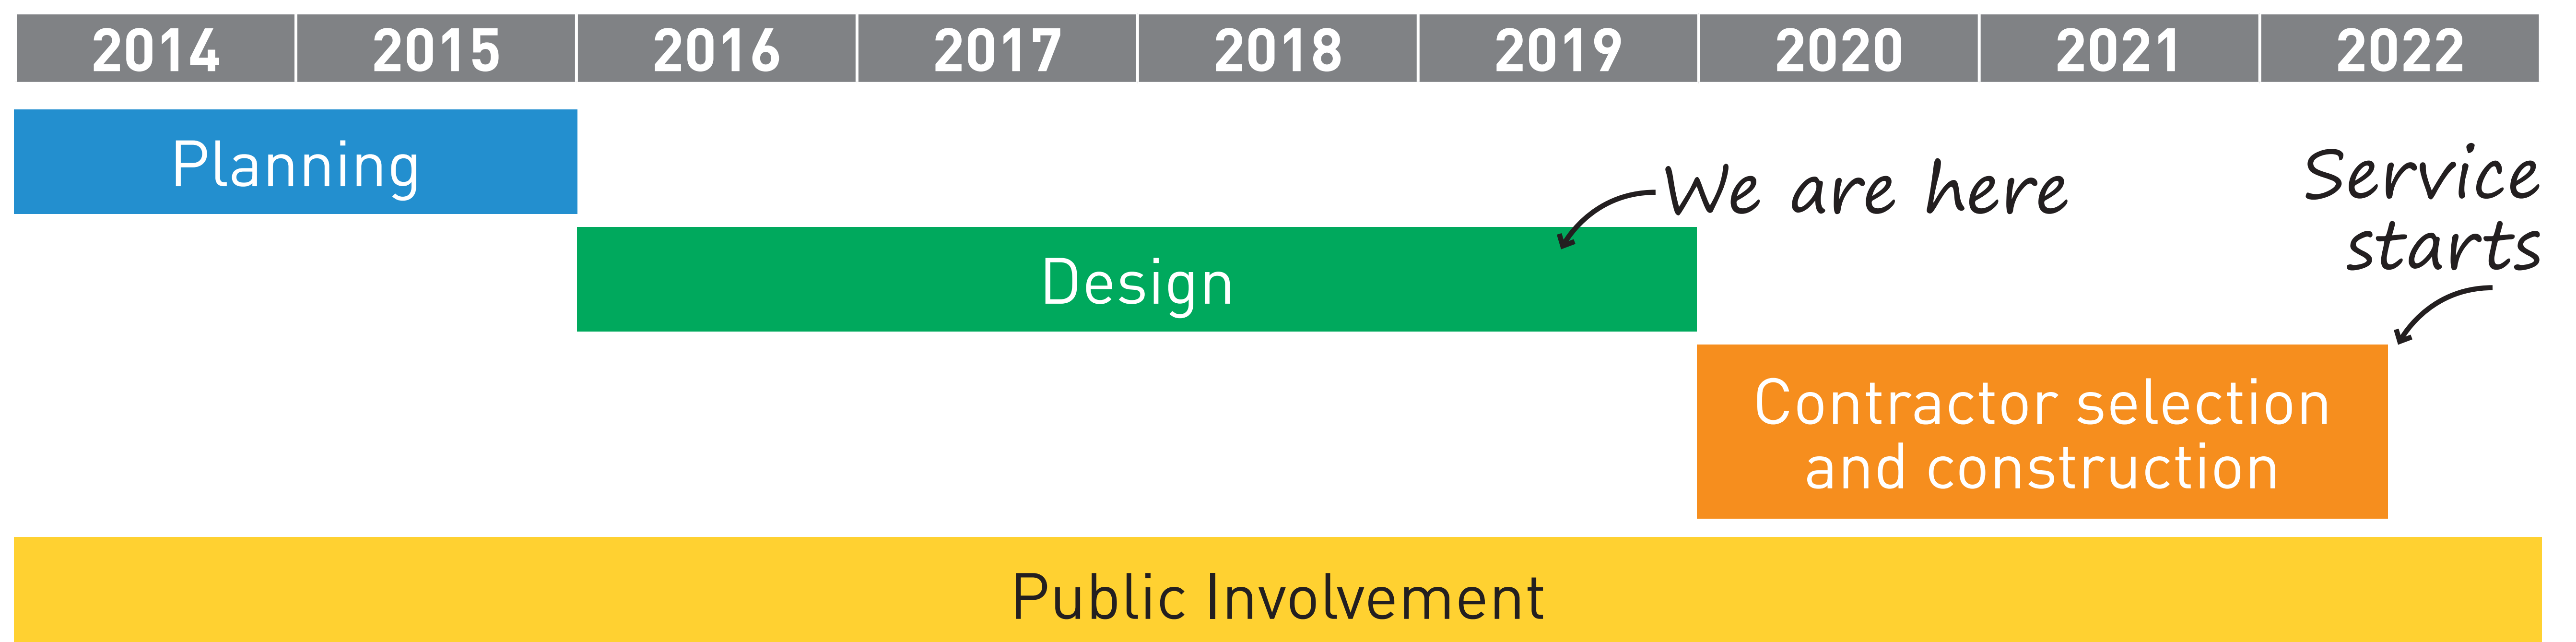 2014 2015 2016 2017 2018 2019 2020 2021 2022
Planning
We are here
Service
starts
Design
Contractor selection
and construction
Public Involvement